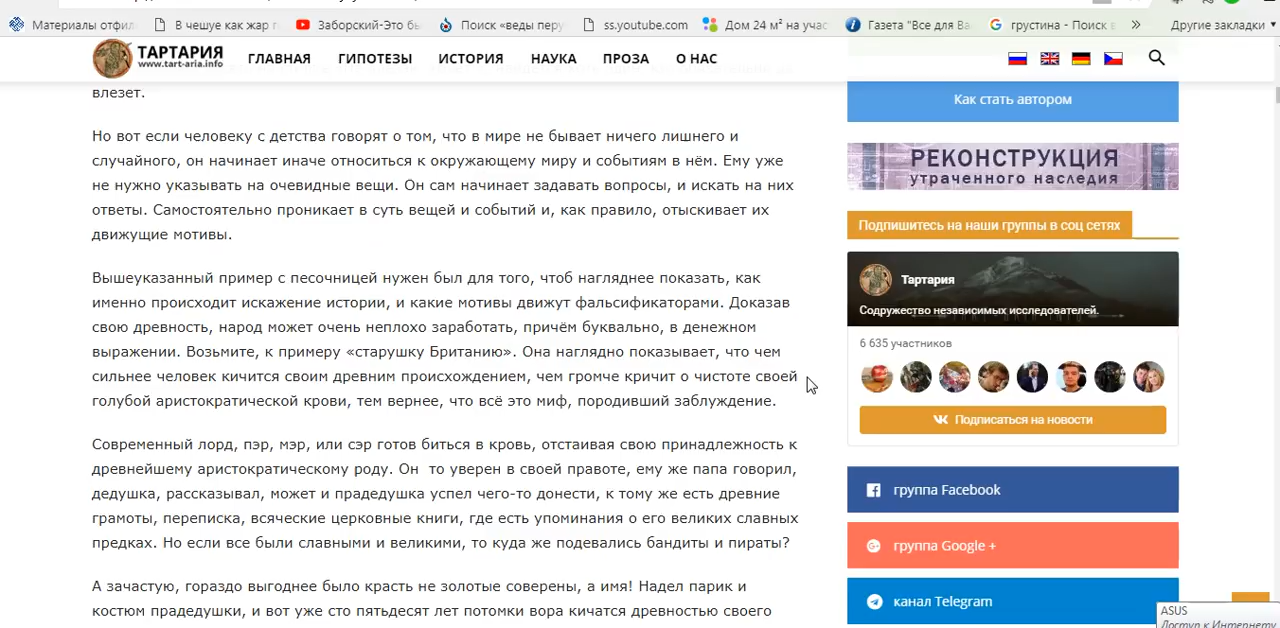 Материалы отфил
В чешуе как жар г
Заборский-Это бы
Поиск «веды перу
ss.youtube.com
Дом 24 м² на учас
Газета "Все для Ва
грустина - Поиск в
»
Другие закладки
ТАРТАРИЯ
www.tart-aria.info
ГЛАВНАЯ
ГИПОТЕЗЫ
ИСТОРИЯ
НАУКА
ПРОЗА
О НАС
влезет.
Но вот если человеку с детства говорят о том, что в мире не бывает ничего лишнего и
случайного, он начинает иначе относиться к окружающему миру и событиям в нём. Ему уже
не нужно указывать на очевидные вещи. Он сам начинает задавать вопросы, и искать на них
ответы. Самостоятельно проникает в суть вещей и событий и, как правило, отыскивает их
движущие мотивы.
Вышеуказанный пример с песочницей нужен был для того, чтоб нагляднее показать, как
именно происходит искажение истории, и какие мотивы движут фальсификаторами. Доказав
свою древность, народ может очень неплохо заработать, причём буквально, в денежном
выражении. Возьмите, к примеру «старушку Британию». Она наглядно показывает, что чем
сильнее человек кичится своим древним происхождением, чем громче кричит о чистоте своей
голубой аристократической крови, тем вернее, что всё это миф, породивший заблуждение.
Современный лорд, пэр, мэр, или сэр готов биться в кровь, отстаивая свою принадлежность к
древнейшему аристократическому роду. Он то уверен в своей правоте, ему же папа говорил,
дедушка, рассказывал, может и прадедушка успел чего-то донести, к тому же есть древние
грамоты, переписка, всяческие церковные книги, где есть упоминания о его великих славных
предках. Но если все были славными и великими, то куда же подевались бандиты и пираты?
А зачастую, гораздо выгоднее было красть не золотые соверены, а имя! Надел парик и
костюм прадедушки, и вот уже сто пятьдесят лет потомки вора кичатся древностью своего
Как стать автором
РЕКОНСТРУКЦИЯ
утраченного наследия
Подпишитесь на наши группы в соц сетях
Тартария
Содружество независимых исследователей.
6 635 участников
Подписаться на новости
группа Facebook
группа Google +
канал Telegram
ASUS
Доступ к Интернету